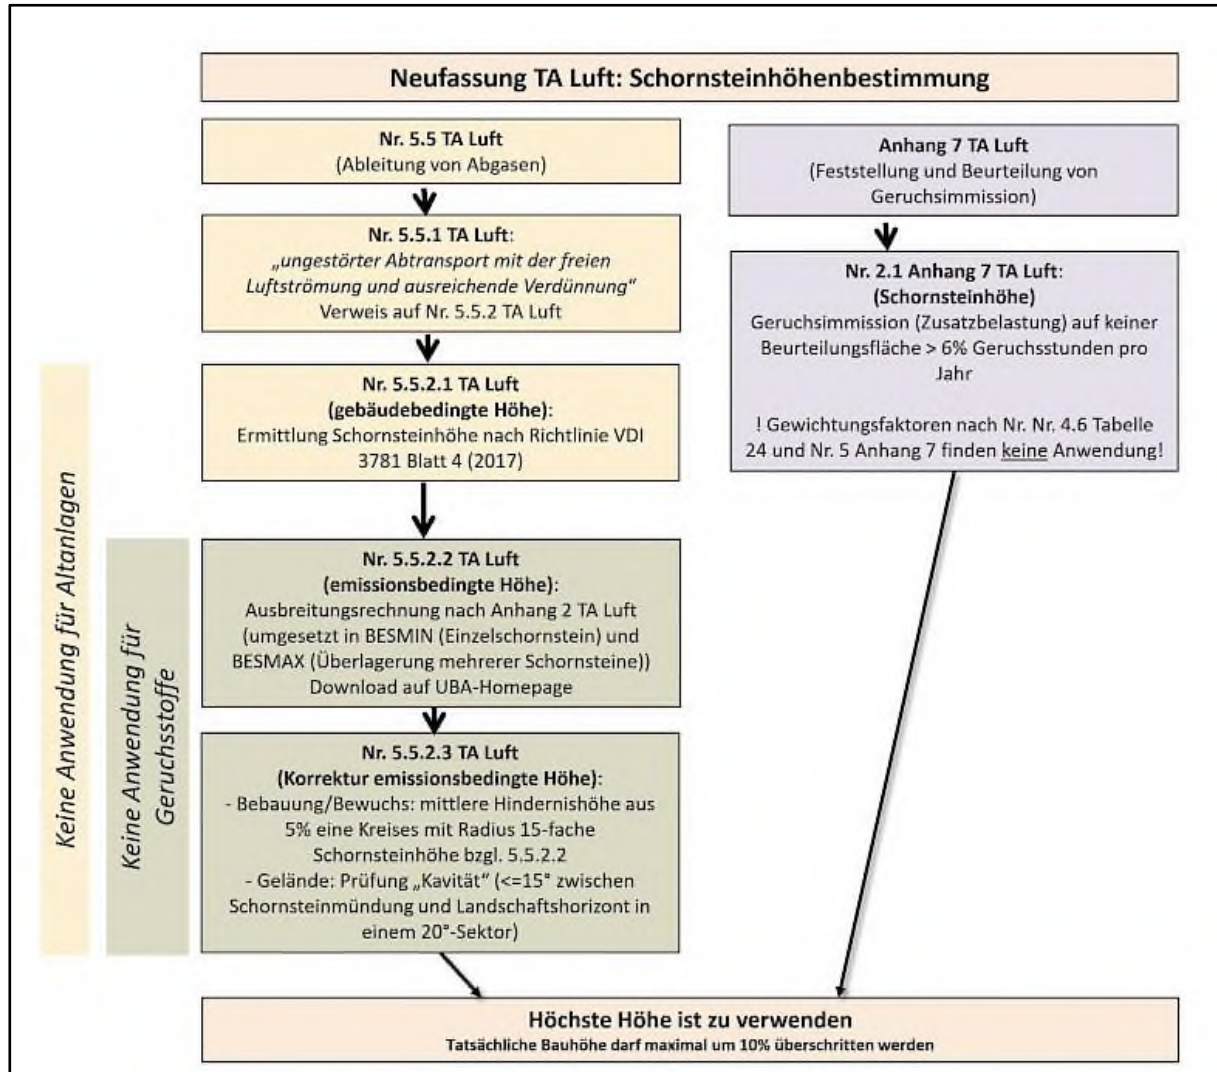 Neufassung TA Luft: Schornsteinhöhenbestimmung
Nr. 5.5 TA Luft
(Ableitung von Abgasen)
Nr. 5.5.1 TA Luft:
„ungestörter Abtransport mit der freien
Luftströmung und ausreichende Verdünnung“
Verweis auf Nr. 5.5.2 TA Luft
Nr. 5.5.2.1 TA Luft
(gebäudebedingte Höhe):
Ermittlung Schornsteinhöhe nach Richtlinie VDI
3781 Blatt 4 (2017)
Nr. 5.5.2.2 TA Luft
(emissionsbedingte Höhe):
Ausbreitungsrechnung nach Anhang 2 TA Luft
(umgesetzt in BESMIN (Einzelschornstein) und
BESMAX (Überlagerung mehrerer Schornsteine))
Download auf UBA-Homepage
Nr. 5.5.2.3 TA Luft
(Korrektur emissionsbedingte Höhe):
- Bebauung/Bewuchs: mittlere Hindernishöhe aus
5% eine Kreises mit Radius 15-fache
Schornsteinhöhe bzgl. 5.5.2.2
- Gelände: Prüfung „Kavität“ (<=15° zwischen
Schornsteinmündung und Landschaftshorizont in
einem 20°-Sektor)
Keine Anwendung für Altanlagen
Keine Anwendung für
Geruchsstoffe
Anhang 7 TA Luft
(Feststellung und Beurteilung von
Geruchsimmission)
Nr. 2.1 Anhang 7 TA Luft:
(Schornsteinhöhe)
Geruchsimmission (Zusatzbelastung) auf keiner
Beurteilungsfläche > 6% Geruchsstunden pro
Jahr
! Gewichtungsfaktoren nach Nr. Nr. 4.6 Tabelle
24 und Nr. 5 Anhang 7 finden keine Anwendung!
Höchste Höhe ist zu verwenden
Tatsächliche Bauhöhe darf maximal um 10% überschritten werden